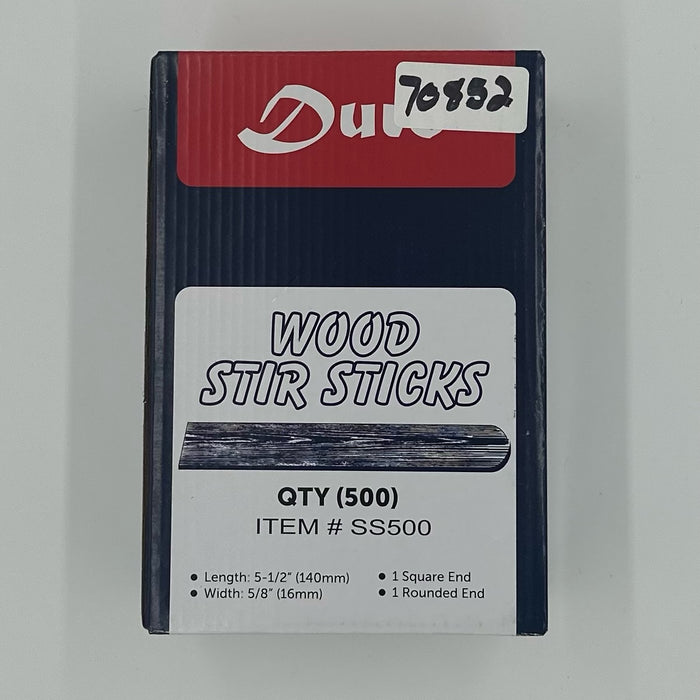 70852
WOOD
STIR STICKS
QTY (500)
ITEM # SS500
• Length: 5-1/2” (140mm)
• Width: 5/8” (16mm)
• 1 Square End
• 1 Rounded End